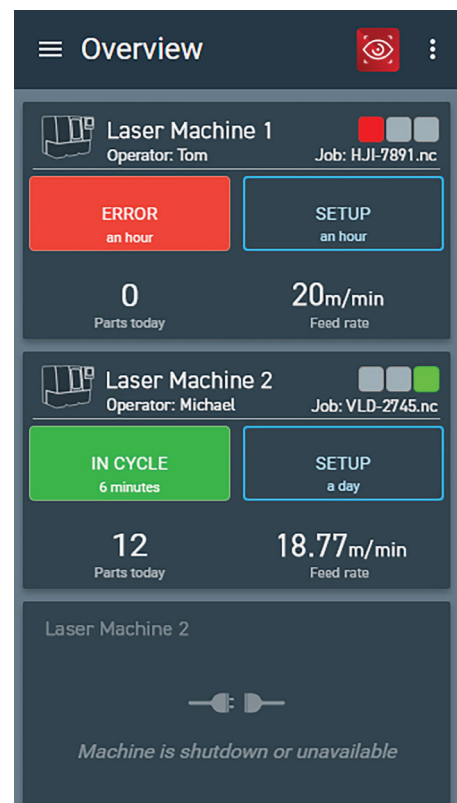 Overview
Laser Machine 1
Operator: Tom
Job: HJI-7891.nc
ERROR
an hour
SETUP
an hour
0
Parts today
20m/min
Feed rate
Laser Machine 2
Operator: Michael
Job: VLD-2745.nc
IN CYCLE
6 minutes
SETUP
a day
12
Parts today
18.77m/min
Feed rate
Laser Machine 2
Machine is shutdown or unavailable